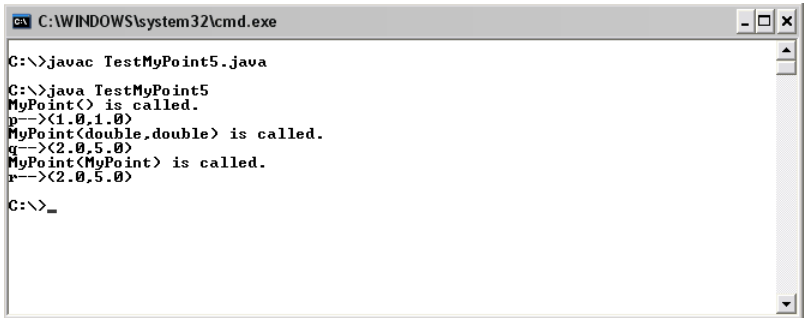 C:\WINDOWS\system32\cmd.exe
C:\>javac TestMyPoint5.java
C:\>java TestMyPoint5
MyPoint() is called.
p-->(1.0,1.0)
MyPoint(double,double) is called.
q-->(2.0,5.0)
MyPoint(MyPoint) is called.
r-->(2.0,5.0)
C:\>_